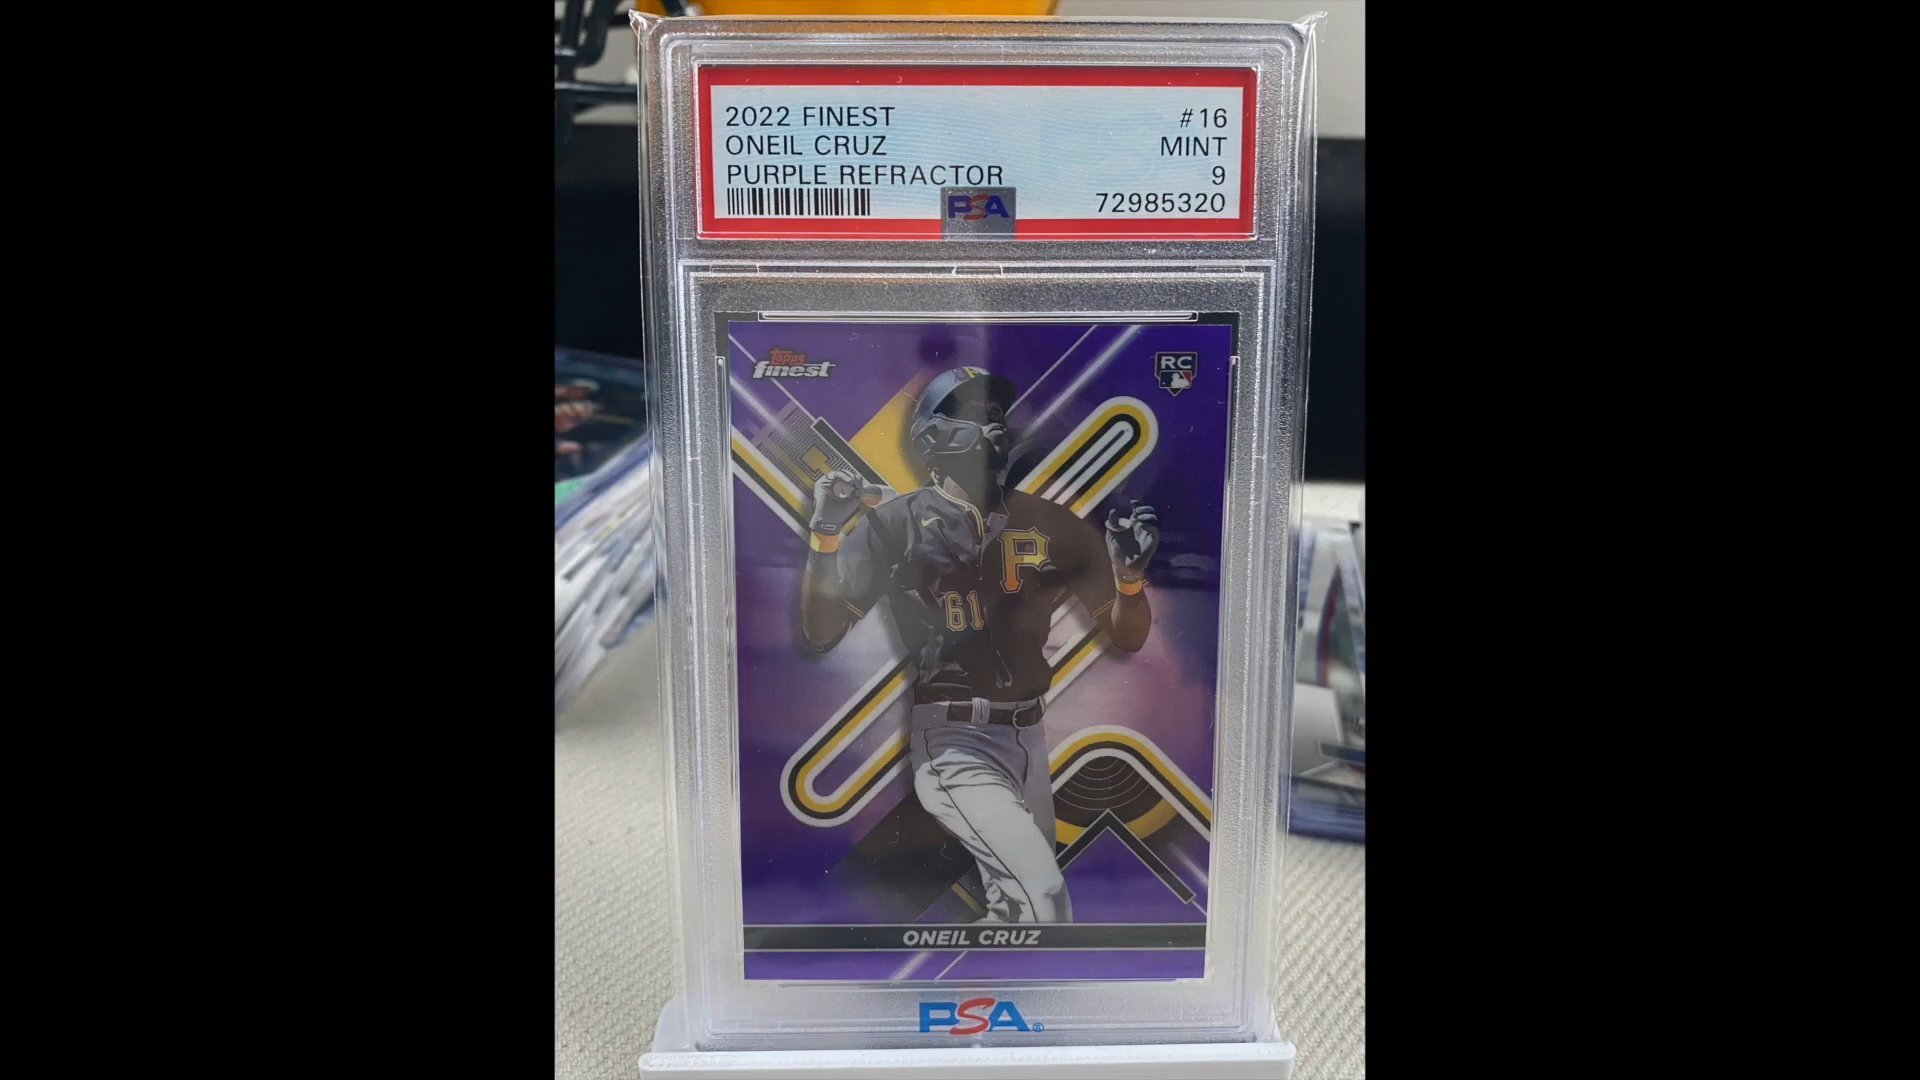 2022 FINEST #16
ONEIL CRUZ MINT
PURPLE REFRACTOR 9
PSA 72985320
Topps finest
RC
P
61
ONEIL CRUZ
PSA®